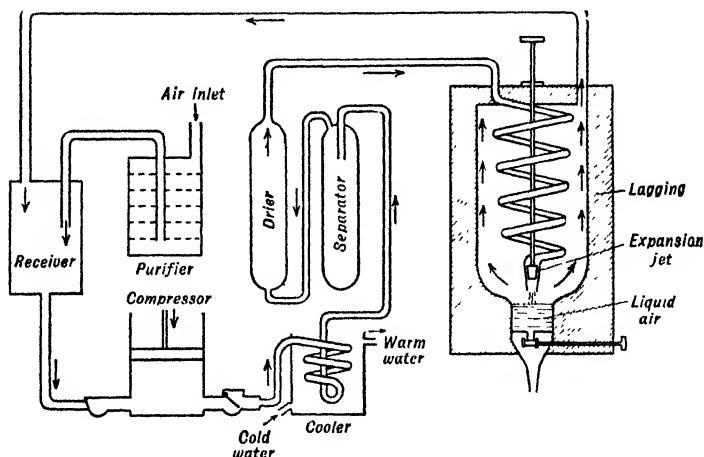 Air inlet
Receiver
Purifier
Compressor
Drier
Separator
Cold
water
Cooler
Warm
water
Lagging
Expansion
jet
Liquid
air